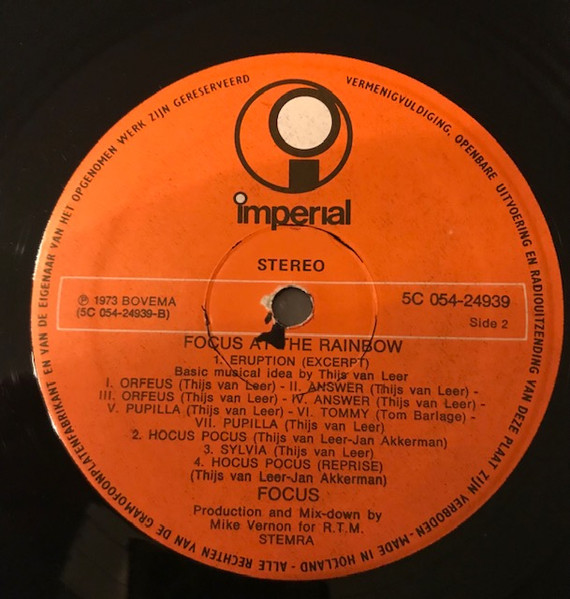 ALLE RECHTEN VAN DE GRAMOFOONPLATENFABRIKANT EN VAN DE EIGENAAR VAN HET OPGENOMEN WERK ZIJN GERESERVEERD
VERMENIGVULDIGING, OPENBARE UITVOERING EN RADIOUITZENDING VAN DEZE PLAAT ZIJN VERBODEN - MADE IN HOLLAND -
imperial
STEREO
℗ 1973 BOVEMA
(5C 054-24939-B)
5C 054-24939
Side 2
FOCUS AT THE RAINBOW
1. ERUPTION (EXCERPT)
Basic musical idea by Thijs van Leer
I. ORFEUS (Thijs van Leer) - II. ANSWER (Thijs van Leer) -
III. ORFEUS (Thijs van Leer) - IV. ANSWER (Thijs van Leer) -
V. PUPILLA (Thijs van Leer) - VI. TOMMY (Tom Barlage) -
VII. PUPILLA (Thijs van Leer)
2. HOCUS POCUS (Thijs van Leer-Jan Akkerman)
3. SYLVIA (Thijs van Leer)
4. HOCUS POCUS (REPRISE)
(Thijs van Leer-Jan Akkerman)
FOCUS
Production and Mix-down by
Mike Vernon for R.T.M.
STEMRA